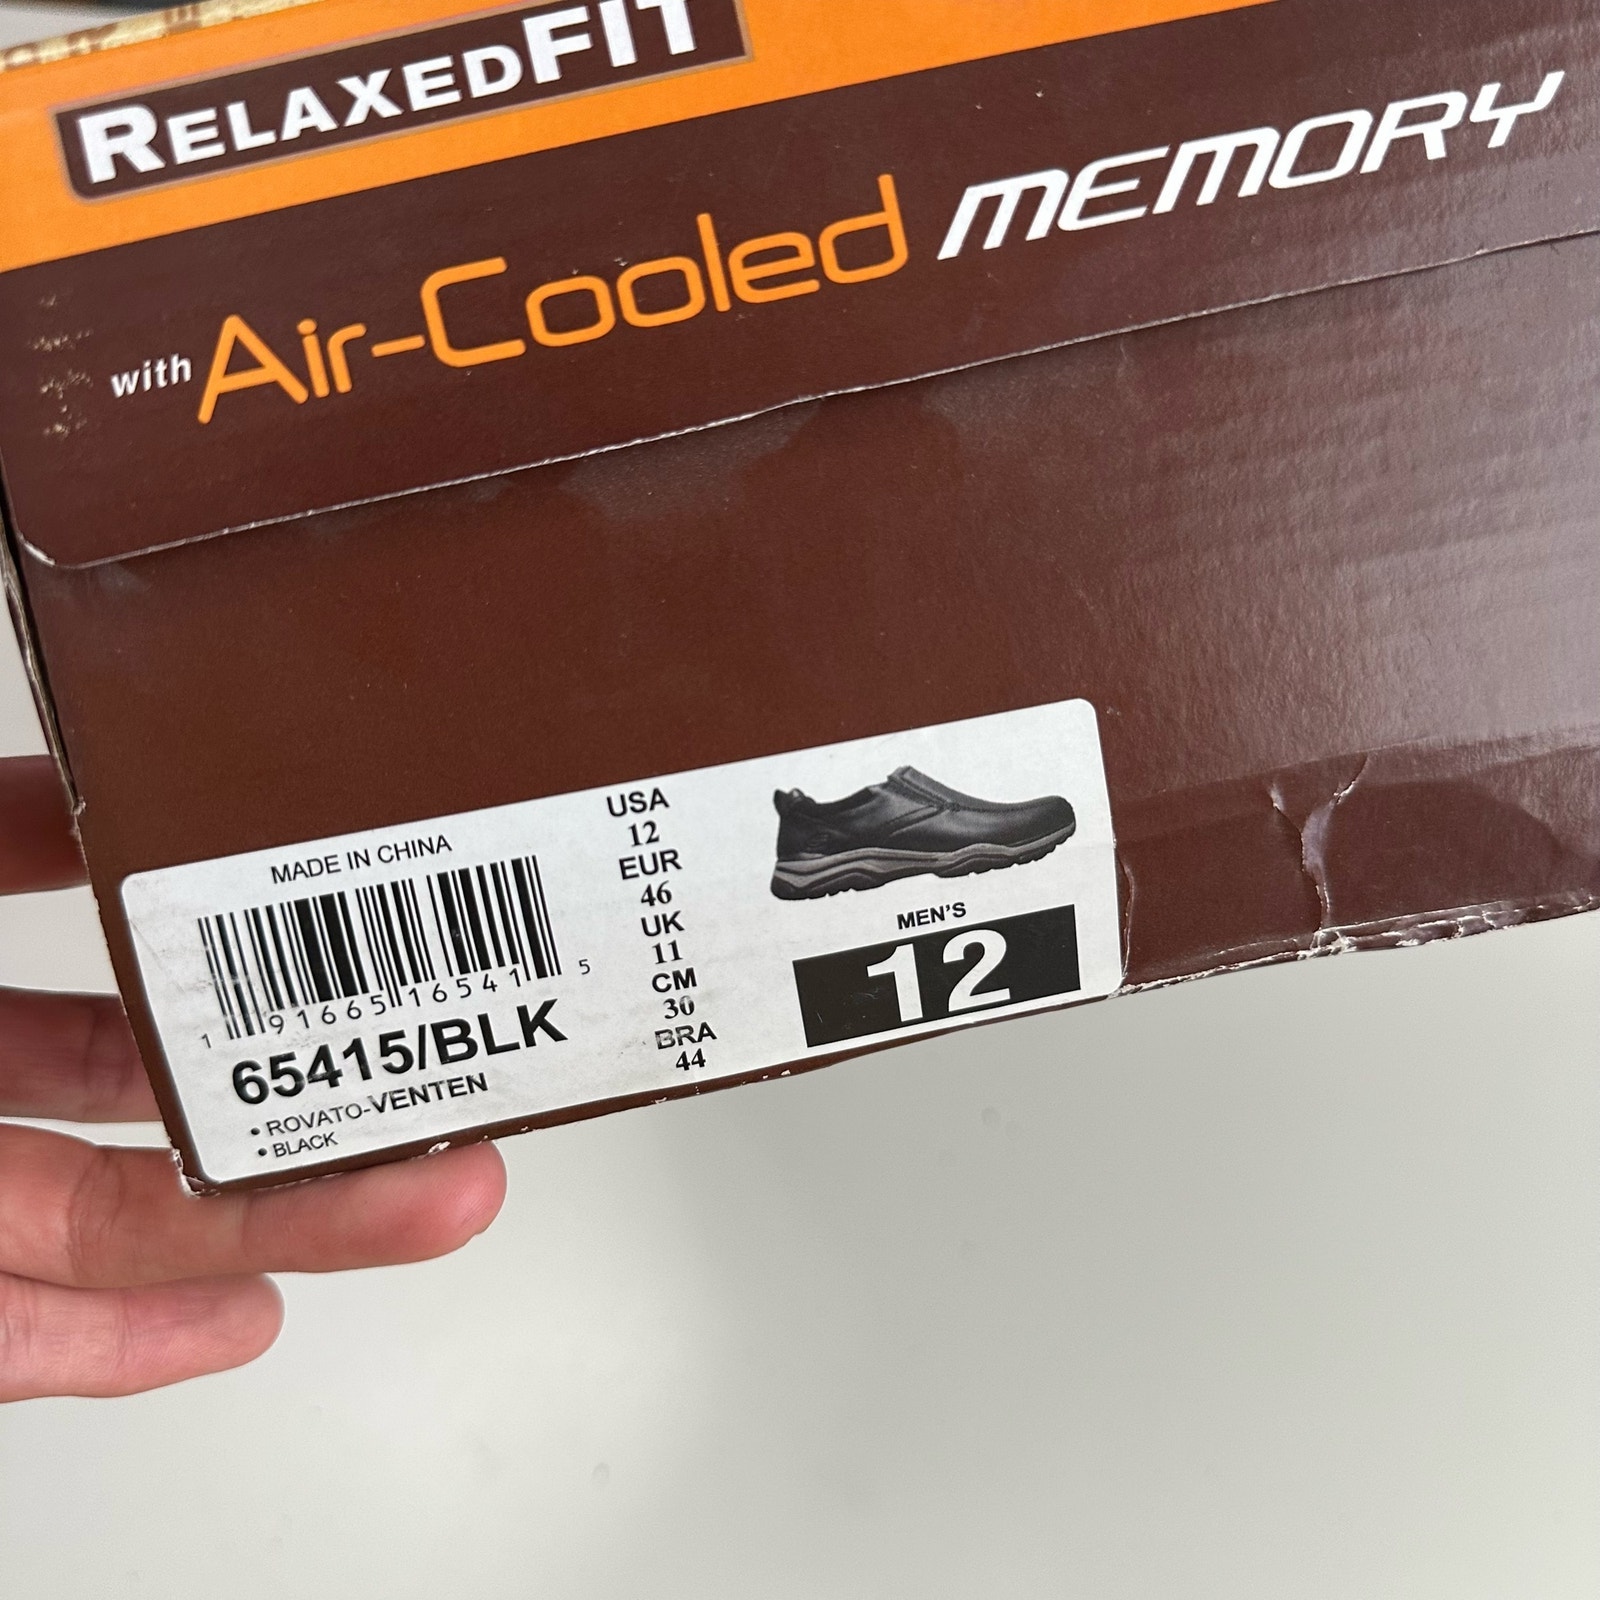 RELAXEDFIT
with Air-Cooled MEMORY
MADE IN CHINA
1 91665 16541 5
65415/BLK
• ROVATO-VENTEN
• BLACK
USA
12
EUR
46
UK
11
CM
30
BRA
44
MEN'S
12